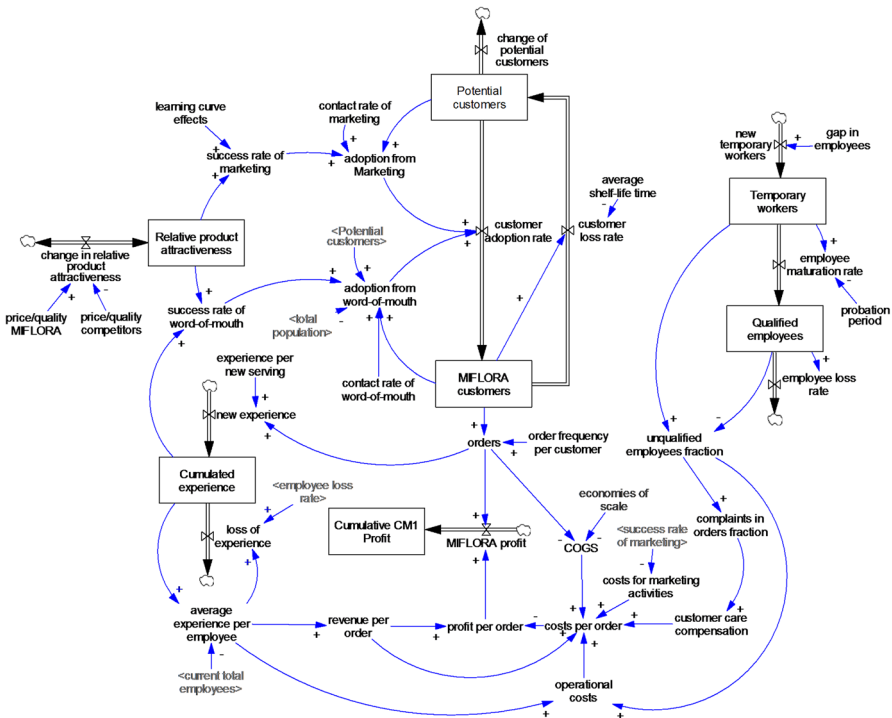 change of
potential
customers
Potential
customers
learning curve
effects
contact rate of
marketing
+
+
+
success rate of
marketing
+
+
+
adoption from
Marketing
new
temporary
workers
+
gap in
employees
average
shelf-life time
-
Temporary
workers
Relative product
attractiveness
<Potential
customers>
+
+
customer
adoption rate
customer
loss rate
+
+
+
employee
maturation rate
-
change in relative
product
attractiveness
+
-
+
success rate of
word-of-mouth
+
+
+
adoption from
word-of-mouth
+
price/quality
MIFLORA
price/quality
competitors
<total
population>
-
+
+
probation
period
Qualified
employees
experience per
new serving
contact rate of
word-of-mouth
MIFLORA
customers
+
employee loss
rate
+
new experience
+
+
orders
+
order frequency
per customer
+
-
unqualified
employees fraction
Cumulated
experience
<employee loss
rate>
economies of
scale
+
loss of
experience
+
Cumulative CM1
Profit
+
MIFLORA profit
+
-
-
COGS
<success rate
of marketing>
+
complaints in
orders fraction
-
costs for marketing
activities
+
average
experience per
employee
-
revenue per
order
+
+
profit per order
-
+
+
costs per order
+
+
+
+
customer care
compensation
<current total
employees>
operational
costs
+
+